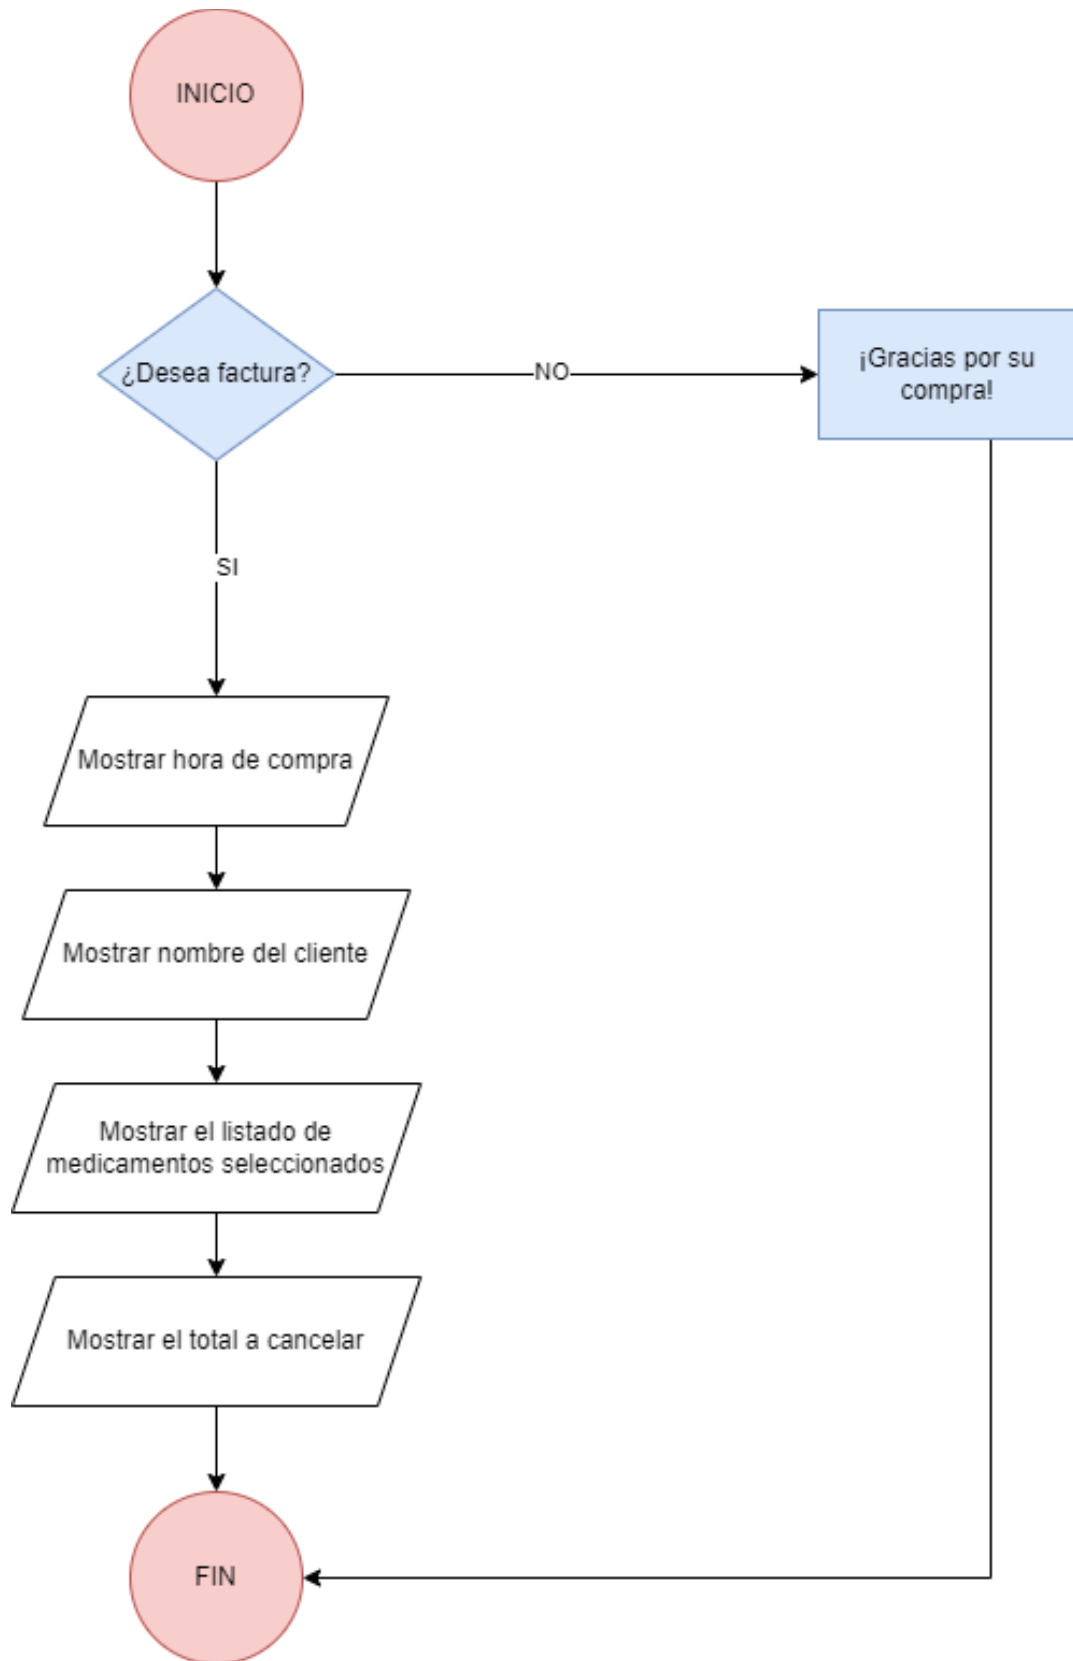 INICIO
¿Desea factura?
NO
¡Gracias por su
compra!
SI
Mostrar hora de compra
Mostrar nombre del cliente
Mostrar el listado de
medicamentos seleccionados
Mostrar el total a cancelar
FIN